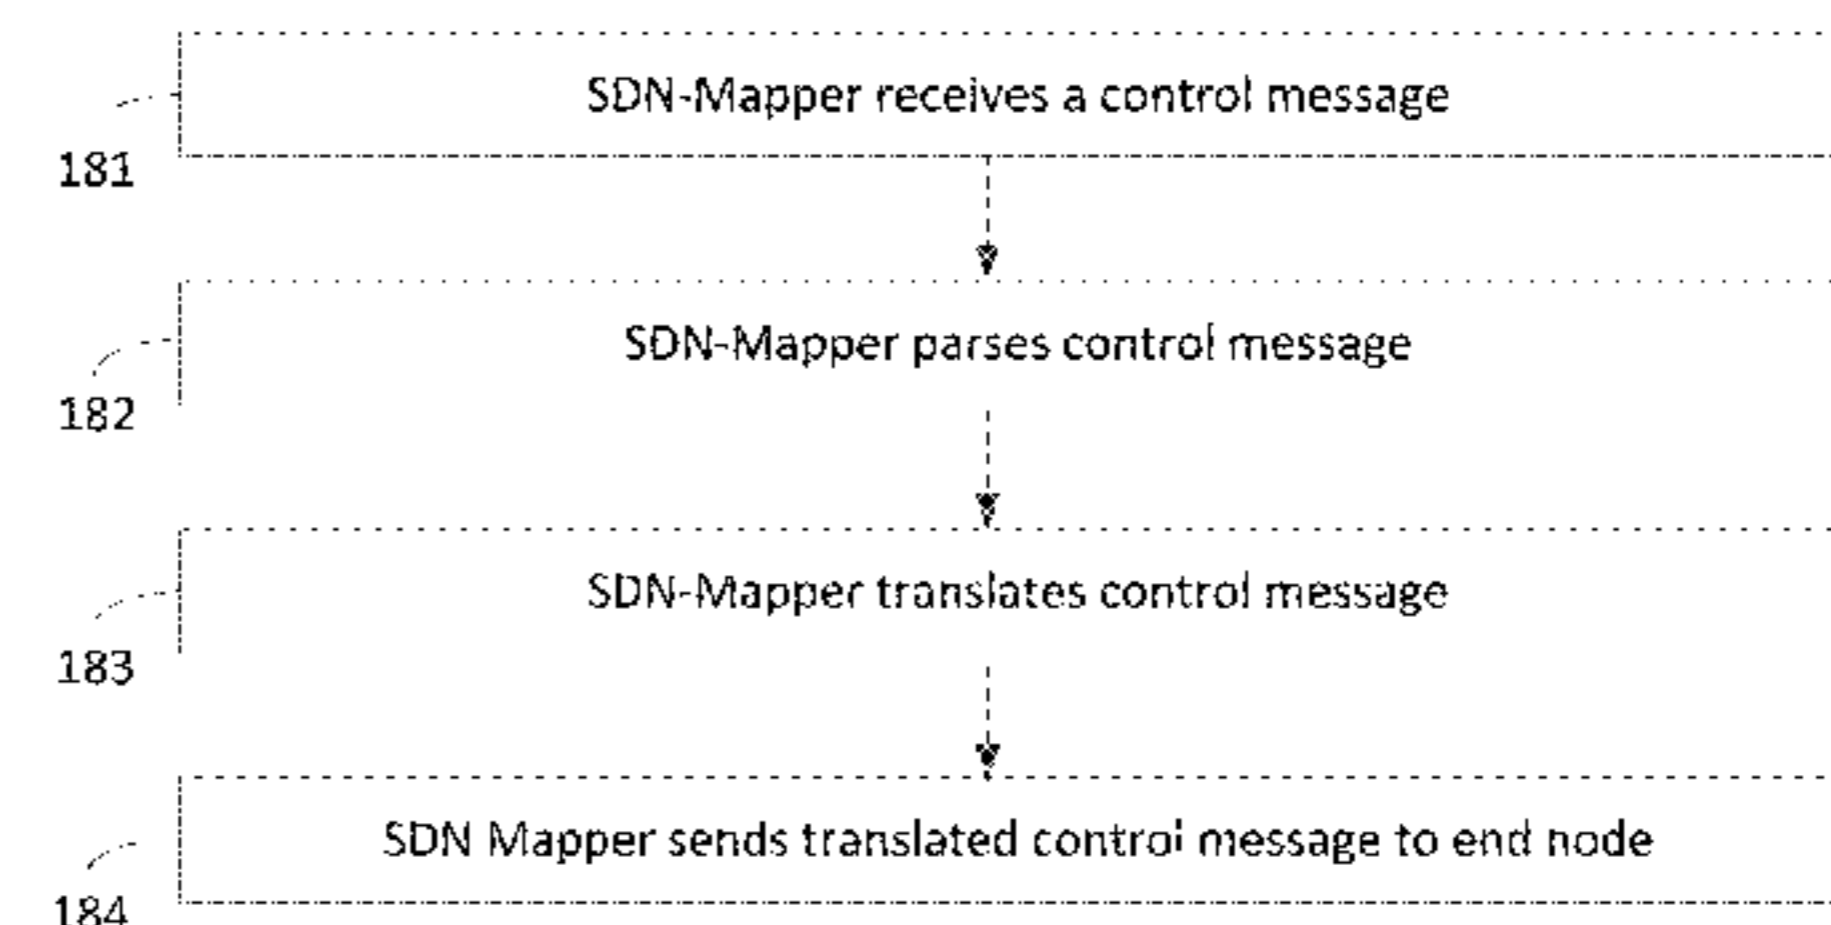 SDN-Mapper receives a control message
181
SDN-Mapper parses control message
182
SDN-Mapper translates control message
183
SDN Mapper sends translated control message to end node
184